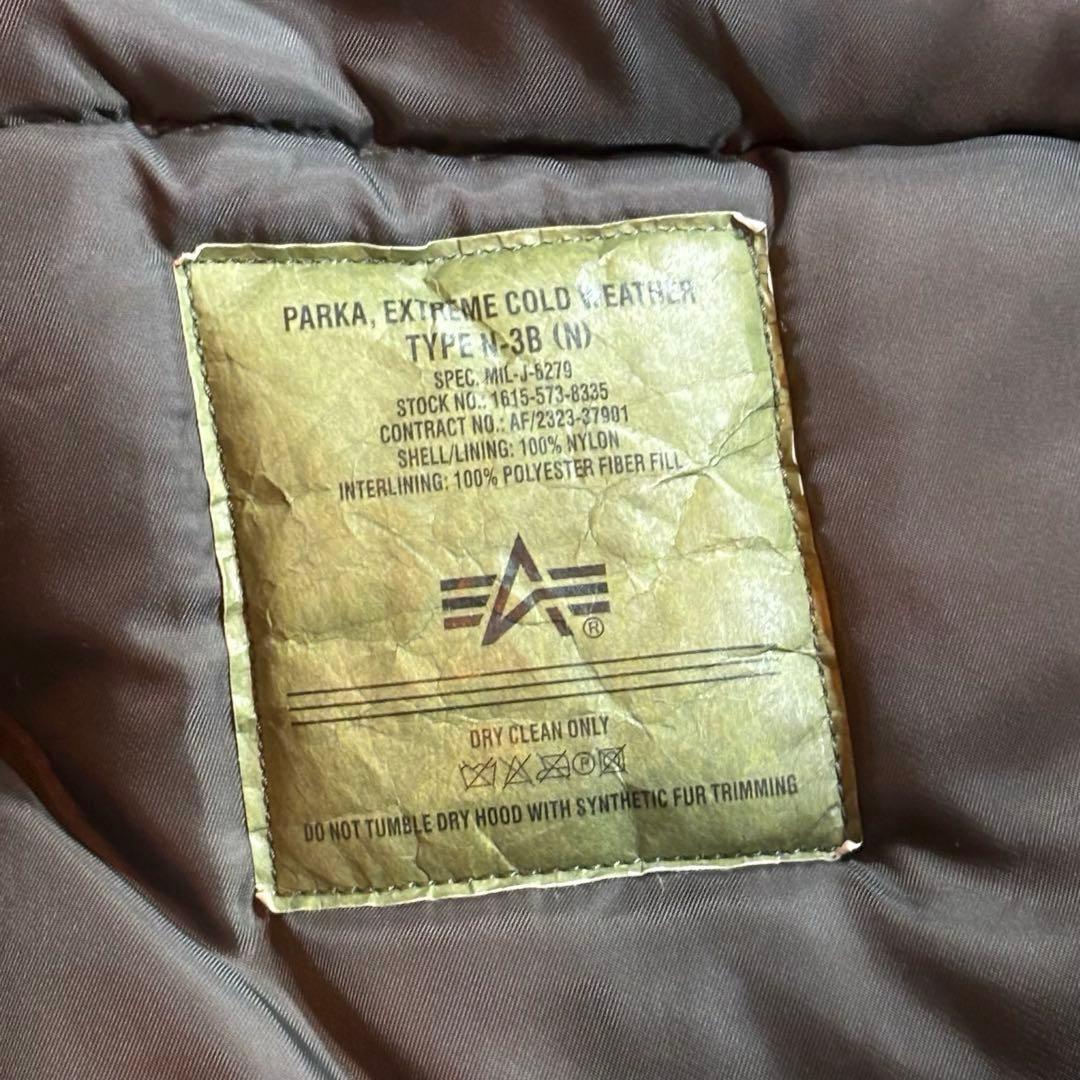 PARKA, EXTREME COLD WEATHER
TYPE N-3B (N)
SPEC. MIL-J-6279
STOCK NO.: 1615-573-8335
CONTRACT NO.: AF/2323-37901
SHELL/LINING: 100% NYLON
INTERLINING: 100% POLYESTER FIBER FILL
®
DRY CLEAN ONLY
DO NOT TUMBLE DRY HOOD WITH SYNTHETIC FUR TRIMMING